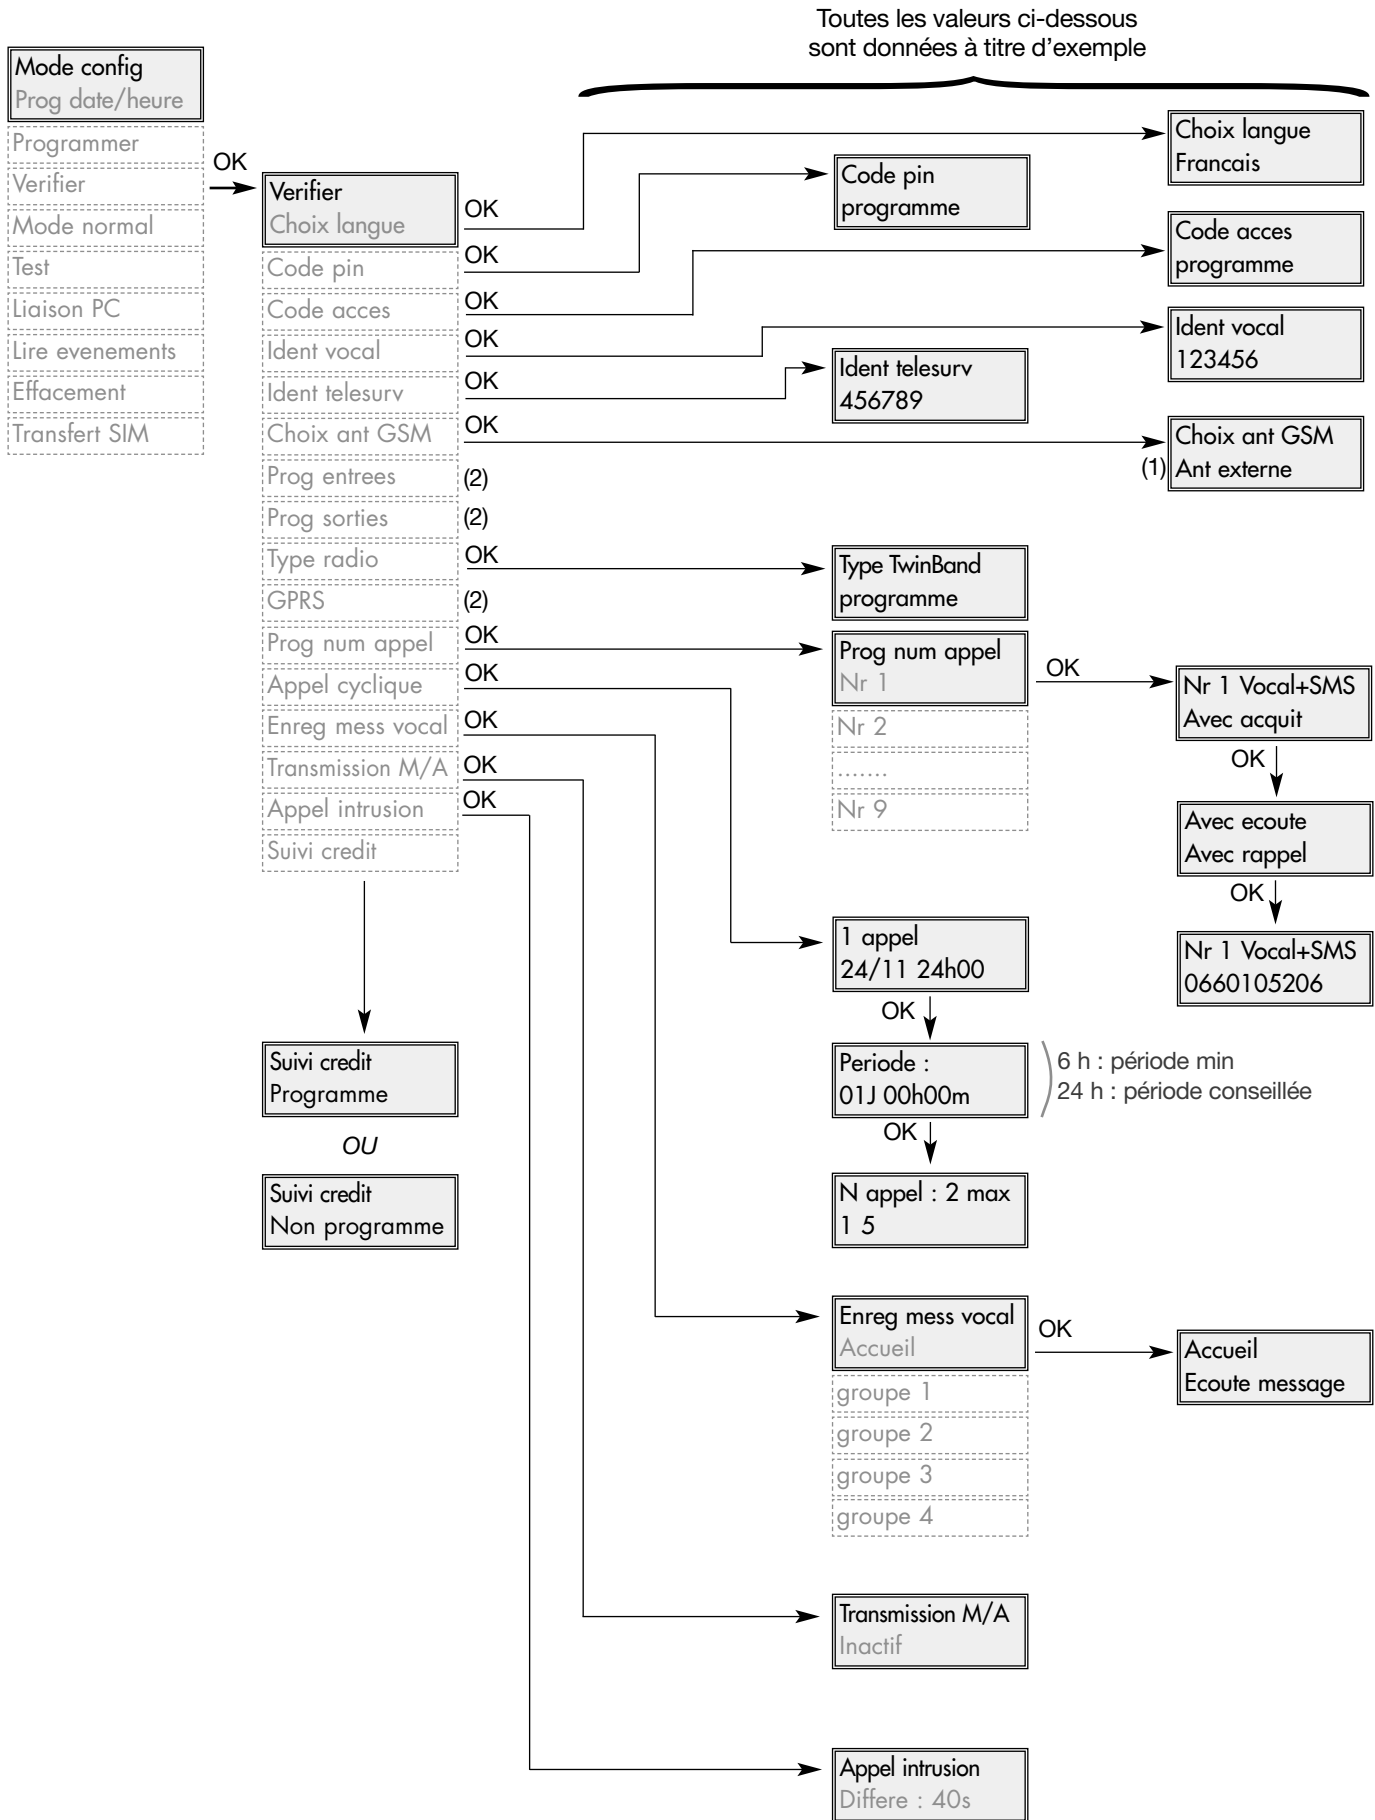 Toutes les valeurs ci-dessous
sont données à titre d'exemple
Mode config
Prog date/heure
Programmer
Verifier
Mode normal
Test
Liaison PC
Lire evenements
Effacement
Transfert SIM
OK
Verifier
Choix langue
Code pin
Code acces
Ident vocal
Ident telesurv
Choix ant GSM
Prog entrees
Prog sorties
Type radio
GPRS
Prog num appel
Appel cyclique
Enreg mess vocal
Transmission M/A
Appel intrusion
Suivi credit
OK
OK
OK
OK
OK
OK
(2)
(2)
OK
(2)
OK
OK
OK
OK
OK
Suivi credit
Programme
OU
Suivi credit
Non programme
Choix langue
Francais
Code pin
programme
Code acces
programme
Ident vocal
123456
Ident telesurv
456789
(1)
Choix ant GSM
Ant externe
Type TwinBand
programme
Prog num appel
Nr 1
Nr 2
.......
Nr 9
OK
Nr 1 Vocal+SMS
Avec acquit
OK
Avec ecoute
Avec rappel
OK
Nr 1 Vocal+SMS
0660105206
1 appel
24/11 24h00
OK
Periode :
01J 00h00m
6 h : période min
24 h : période conseillée
OK
N appel : 2 max
1 5
Enreg mess vocal
Accueil
groupe 1
groupe 2
groupe 3
groupe 4
OK
Accueil
Ecoute message
Transmission M/A
Inactif
Appel intrusion
Differe : 40s